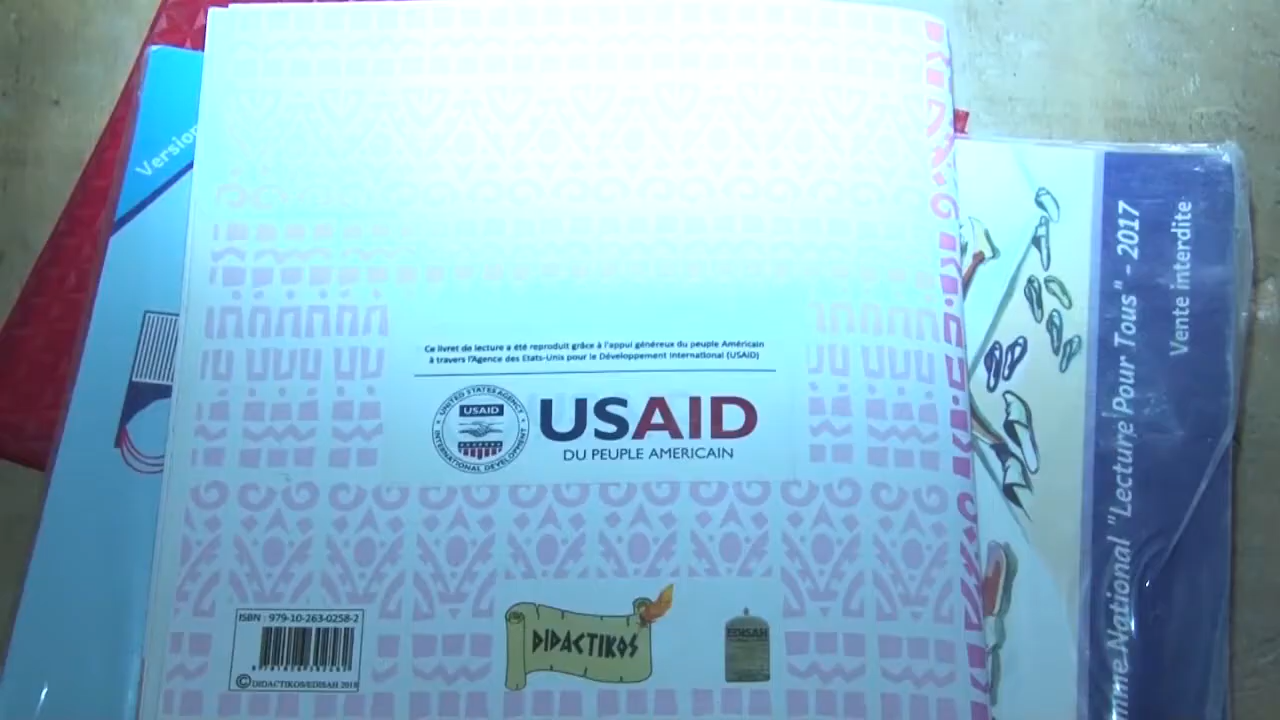 Version
Ce livret de lecture a été reproduit grâce à l'appui généreux du peuple Américain
à travers l'Agence des Etats-Unis pour le Développement International (USAID)
UNITED STATES AGENCY
USAID
INTERNATIONAL DEVELOPMENT
USAID
DU PEUPLE AMERICAIN
ISBN : 979-10-263-0258-2
© DIDACTIKOS/EDISAH 2018
DIDACTIKOS
EDISAH
National "Lecture Pour Tous" - 2017
Vente interdite